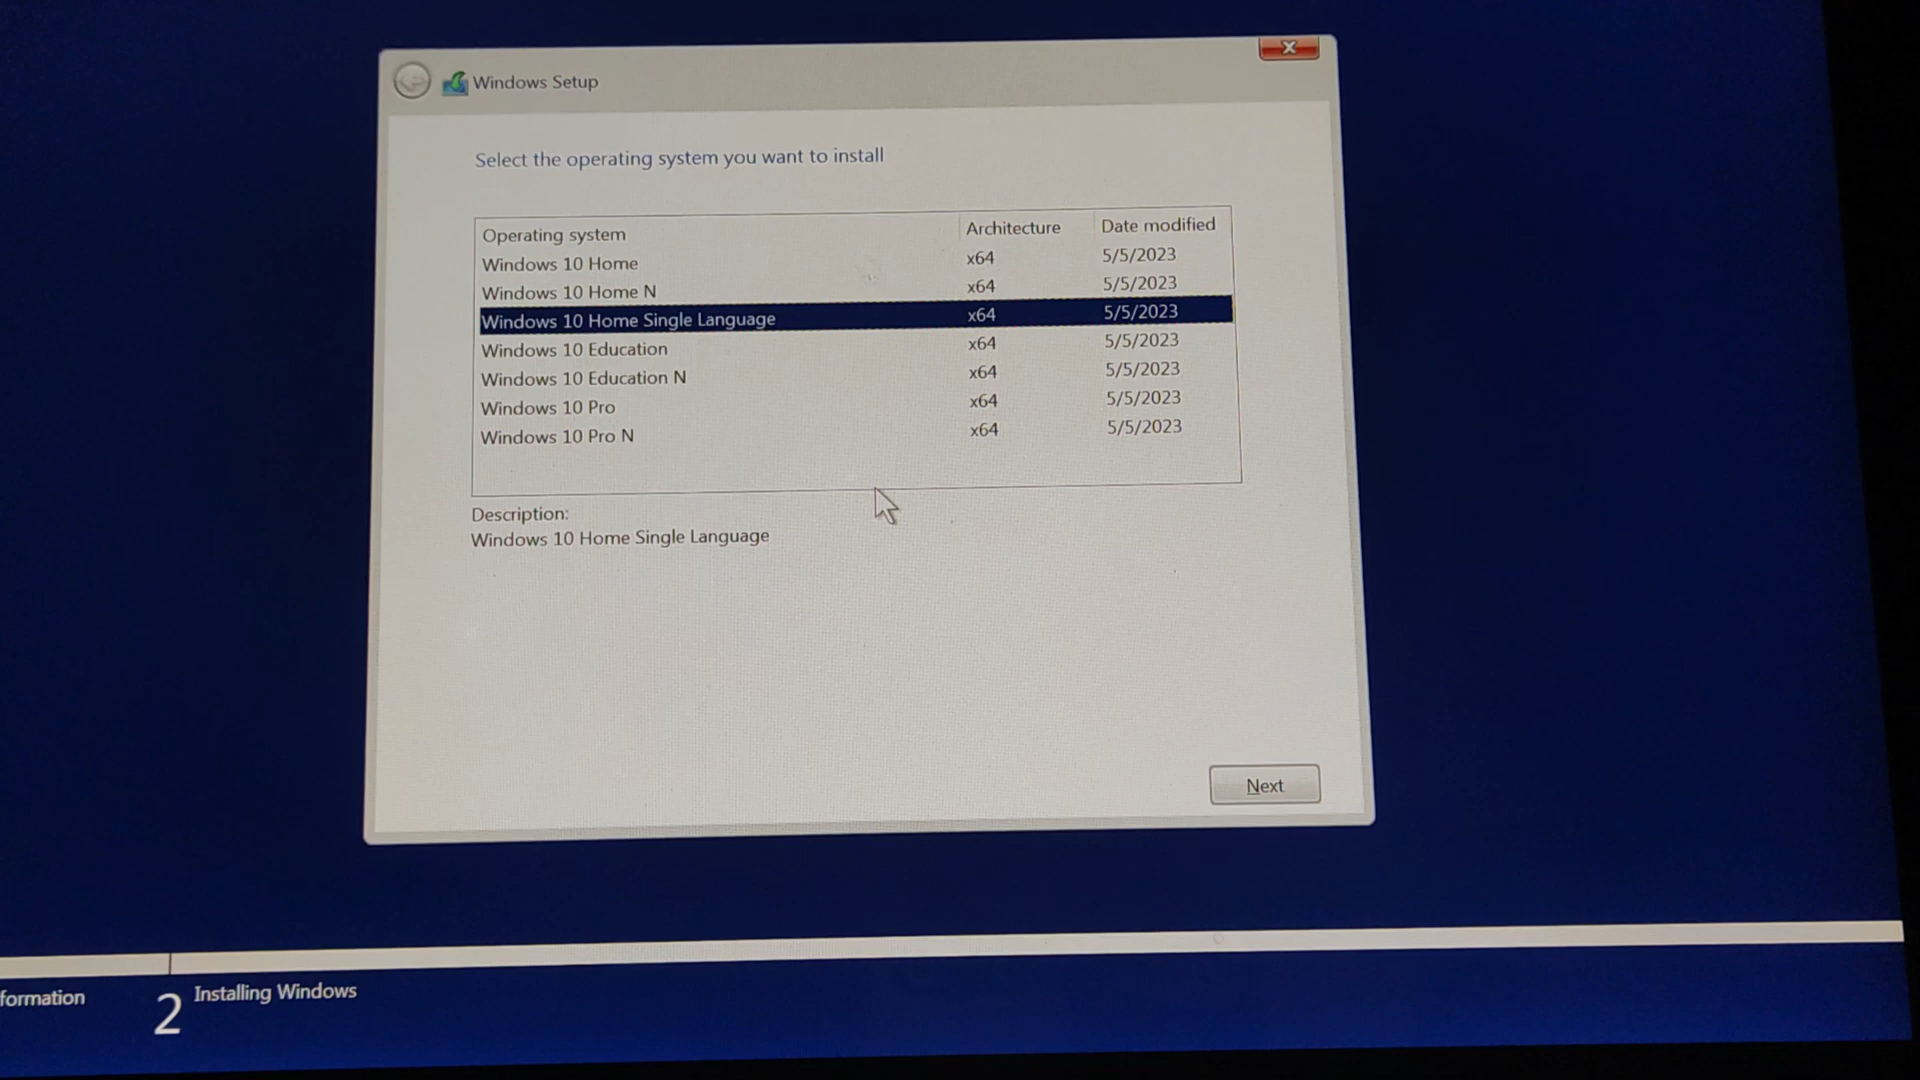 Windows Setup
Select the operating system you want to install
Operating system Architecture Date modified
Windows 10 Home x64 5/5/2023
Windows 10 Home N x64 5/5/2023
Windows 10 Home Single Language x64 5/5/2023
Windows 10 Education x64 5/5/2023
Windows 10 Education N x64 5/5/2023
Windows 10 Pro x64 5/5/2023
Windows 10 Pro N x64 5/5/2023
Description:
Windows 10 Home Single Language
Next
formation 2 Installing Windows